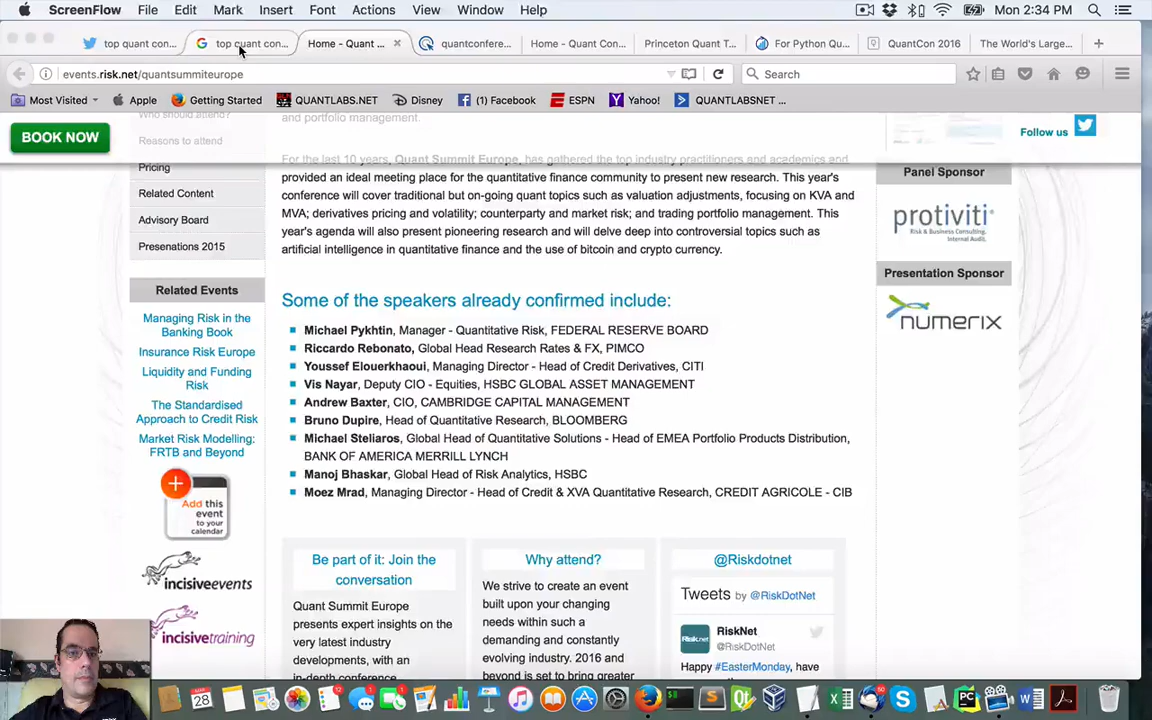 ScreenFlow File Edit Mark Insert Font Actions View Window Help Mon 2:34 PM
top quant con... top quant con... Home - Quant ... quantconfere... Home - Quant Con... Princeton Quant T... For Python Qu... QuantCon 2016 The World's Large...
events.risk.net/quantsummiteurope Search
Most Visited Apple Getting Started QUANTLABS.NET Disney (1) Facebook ESPN Yahoo! QUANTLABSNET ...
Who should attend?
and portfolio management.
BOOK NOW
Follow us
Reasons to attend
Pricing
Related Content
Advisory Board
Presenations 2015
For the last 10 years, Quant Summit Europe, has gathered the top industry practitioners and academics and
provided an ideal meeting place for the quantitative finance community to present new research. This year's
conference will cover traditional but on-going quant topics such as valuation adjustments, focusing on KVA and
MVA; derivatives pricing and volatility; counterparty and market risk; and trading portfolio management. This
year's agenda will also present pioneering research and will delve deep into controversial topics such as
artificial intelligence in quantitative finance and the use of bitcoin and crypto currency.
Panel Sponsor
protiviti
Risk & Business Consulting.
Internal Audit.
Presentation Sponsor
numerix
Related Events
Managing Risk in the
Banking Book
Insurance Risk Europe
Liquidity and Funding
Risk
The Standardised
Approach to Credit Risk
Market Risk Modelling:
FRTB and Beyond
Add this
event
to your
calendar
incisiveevents
incisivetraining
Some of the speakers already confirmed include:
Michael Pykhtin, Manager - Quantitative Risk, FEDERAL RESERVE BOARD
Riccardo Rebonato, Global Head Research Rates & FX, PIMCO
Youssef Elouerkhaoui, Managing Director - Head of Credit Derivatives, CITI
Vis Nayar, Deputy CIO - Equities, HSBC GLOBAL ASSET MANAGEMENT
Andrew Baxter, CIO, CAMBRIDGE CAPITAL MANAGEMENT
Bruno Dupire, Head of Quantitative Research, BLOOMBERG
Michael Steliaros, Global Head of Quantitative Solutions - Head of EMEA Portfolio Products Distribution,
BANK OF AMERICA MERRILL LYNCH
Manoj Bhaskar, Global Head of Risk Analytics, HSBC
Moez Mrad, Managing Director - Head of Credit & XVA Quantitative Research, CREDIT AGRICOLE - CIB
Be part of it: Join the
conversation
Quant Summit Europe
presents expert insights on the
very latest industry
developments, with an
Why attend?
We strive to create an event
built upon your changing
needs within such a
demanding and constantly
evolving industry. 2016 and
beyond is set to bring greater
@Riskdotnet
Tweets by @RiskDotNet
RiskNet
@RiskDotNet
Happy #EasterMonday, have